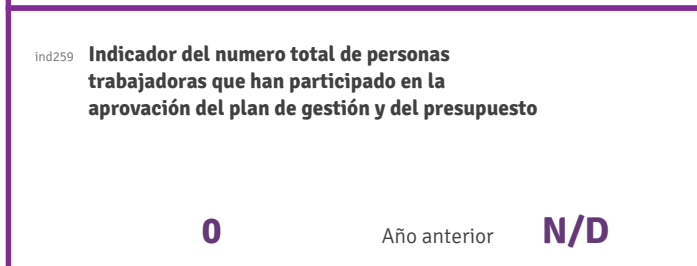 ind259 Indicador del numero total de personas
trabajadoras que han participado en la
aprovación del plan de gestión y del presupuesto
0 Año anterior N/D